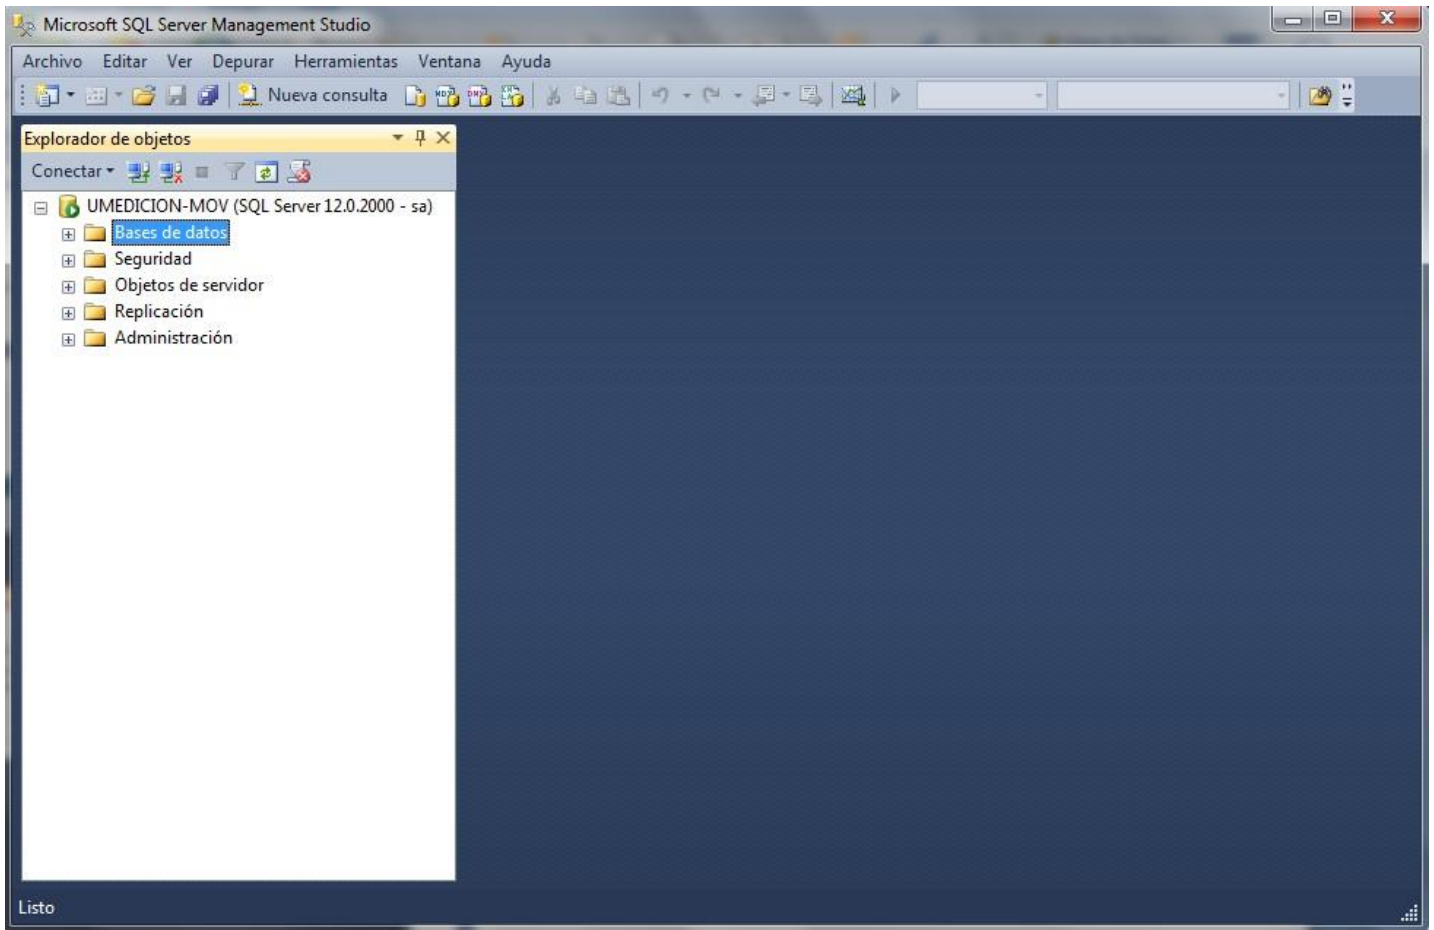 Microsoft SQL Server Management Studio
Archivo Editar Ver Depurar Herramientas Ventana Ayuda
Nueva consulta
Explorador de objetos
Conectar
UMEDICION-MOV (SQL Server 12.0.2000 - sa)
Bases de datos
Seguridad
Objetos de servidor
Replicación
Administración
Listo